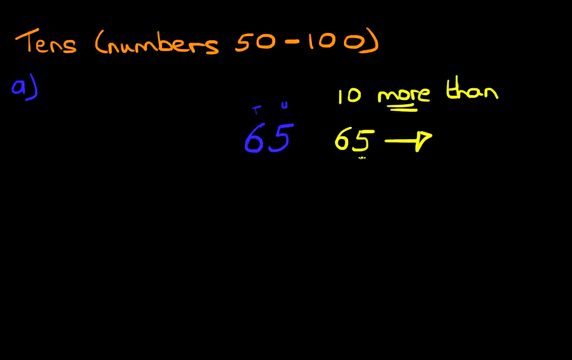 Tens (numbers 50-100)
a)
10 more than
T U
65 65 →